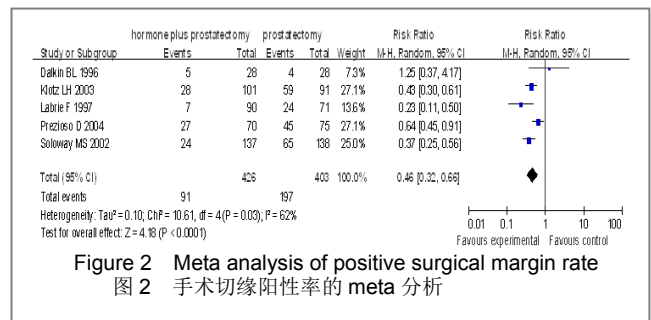 hormone plus prostatectomy prostatectomy Risk Ratio Risk Ratio
Study or Subgroup Events Total Events Total Weight M-H, Random, 95% CI M-H, Random, 95% CI
Dalkin BL 1996 5 28 4 28 7.3% 1.25 [0.37, 4.17]
Klotz LH 2003 28 101 59 91 27.1% 0.43 [0.30, 0.61]
Labrie F 1997 7 90 24 71 13.6% 0.23 [0.11, 0.50]
Prezioso D 2004 27 70 45 75 27.1% 0.64 [0.45, 0.91]
Soloway MS 2002 24 137 65 138 25.0% 0.37 [0.25, 0.56]
Total (95% CI) 426 403 100.0% 0.46 [0.32, 0.66]
Total events 91 197
Heterogeneity: Tau² = 0.10; Chi² = 10.61, df = 4 (P = 0.03); I² = 62%
Test for overall effect: Z = 4.18 (P < 0.0001)
0.01 0.1 1 10 100
Favours experimental Favours control
Figure 2 Meta analysis of positive surgical margin rate
图 2 手术切缘阳性率的 meta 分析